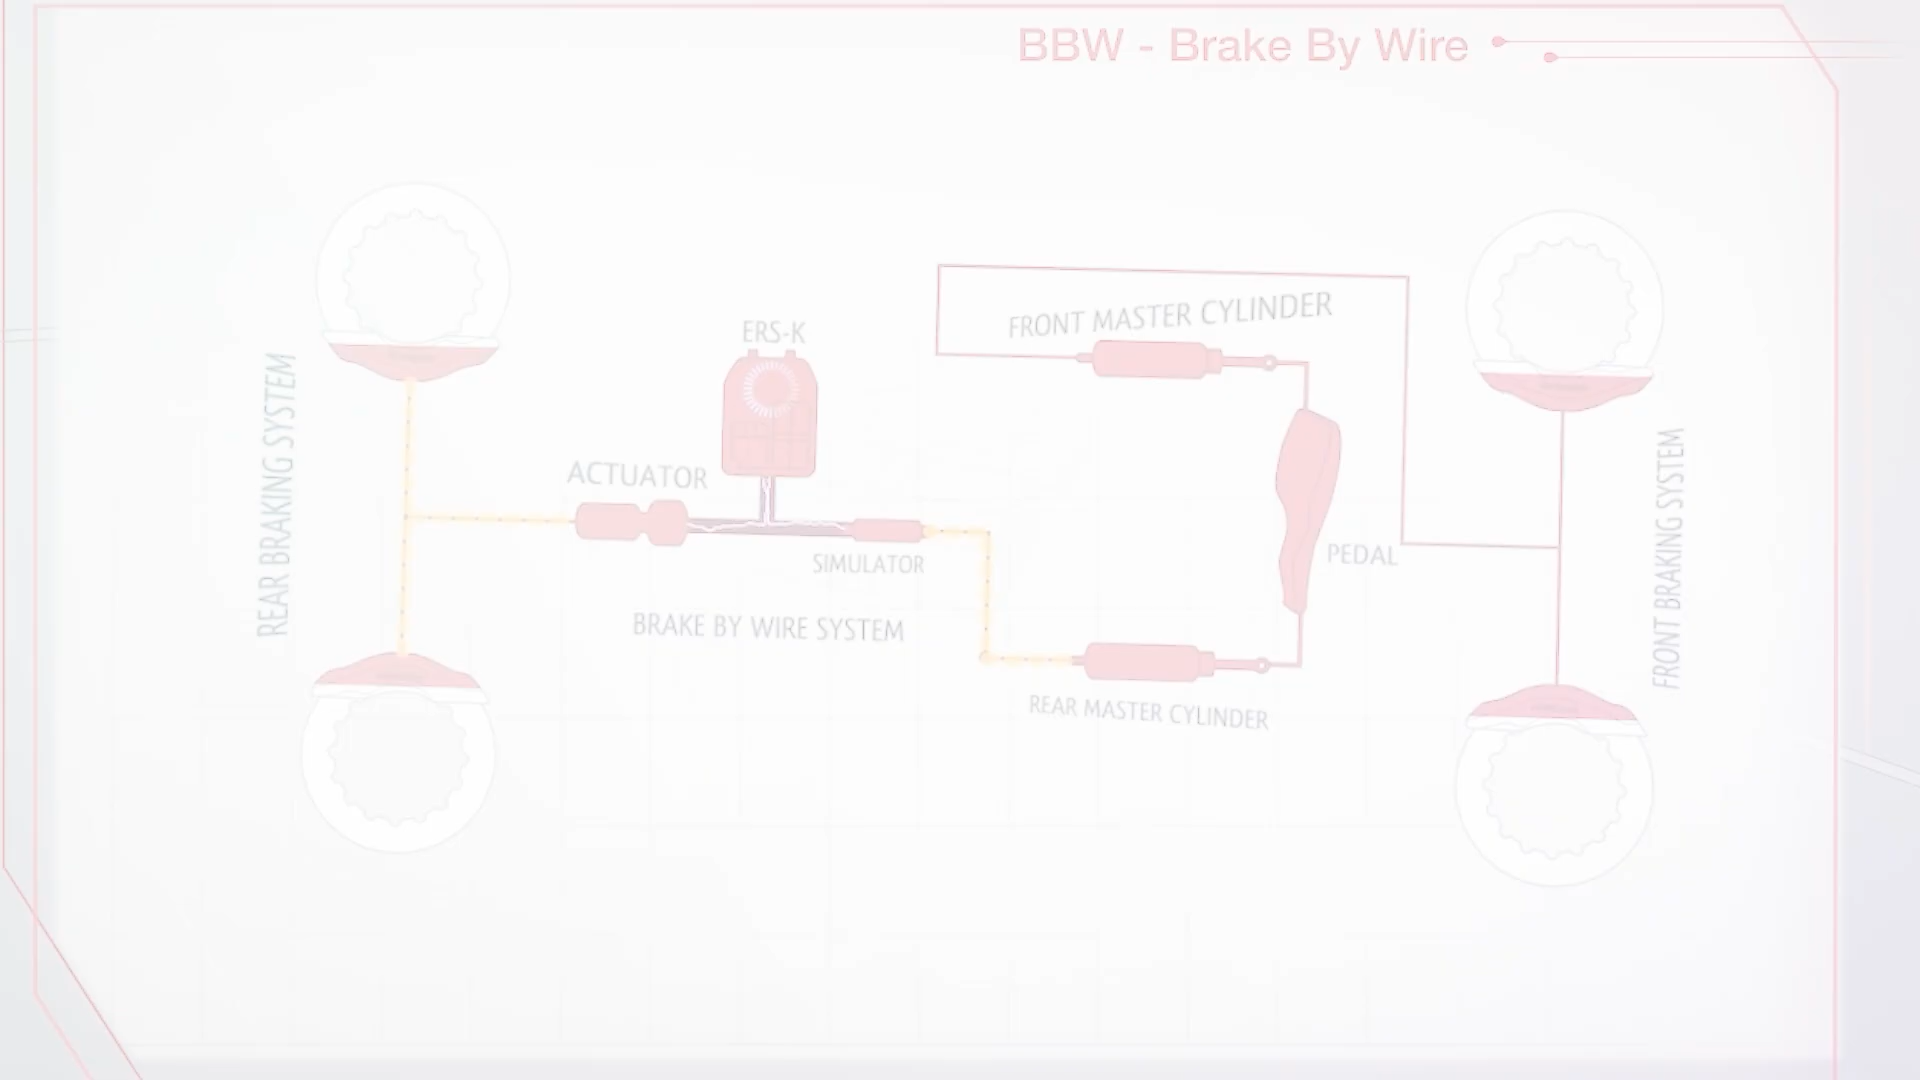 BBW - Brake By Wire
FRONT MASTER CYLINDER
ERS-K
REAR BRAKING SYSTEM
ACTUATOR
SIMULATOR
PEDAL
FRONT BRAKING SYSTEM
BRAKE BY WIRE SYSTEM
REAR MASTER CYLINDER